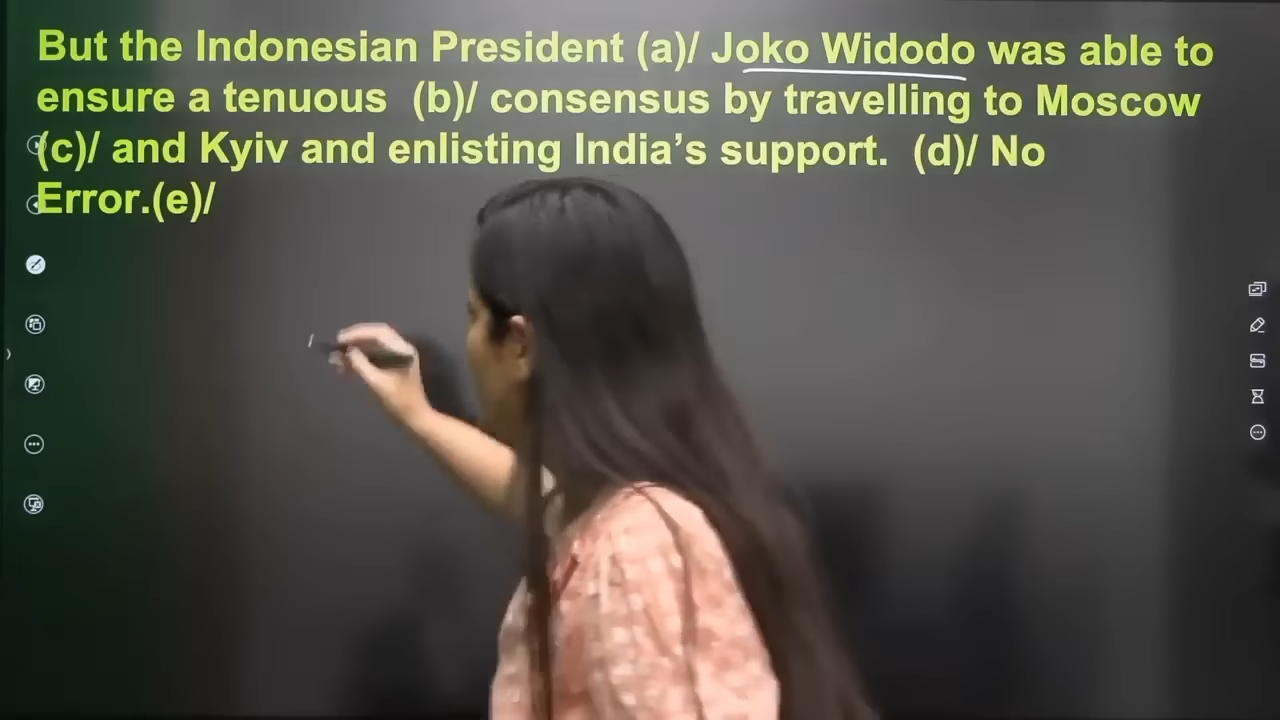 But the Indonesian President (a)/ Joko Widodo was able to
ensure a tenuous (b)/ consensus by travelling to Moscow
(c)/ and Kyiv and enlisting India’s support. (d)/ No
Error.(e)/